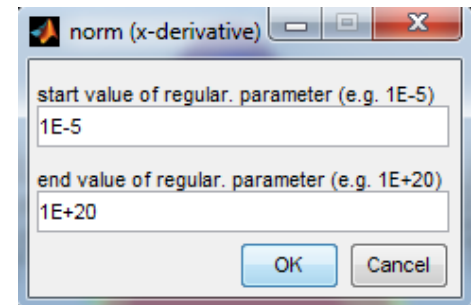 norm (x-derivative)
start value of regular. parameter (e.g. 1E-5)
1E-5
end value of regular. parameter (e.g. 1E+20)
1E+20
OK Cancel